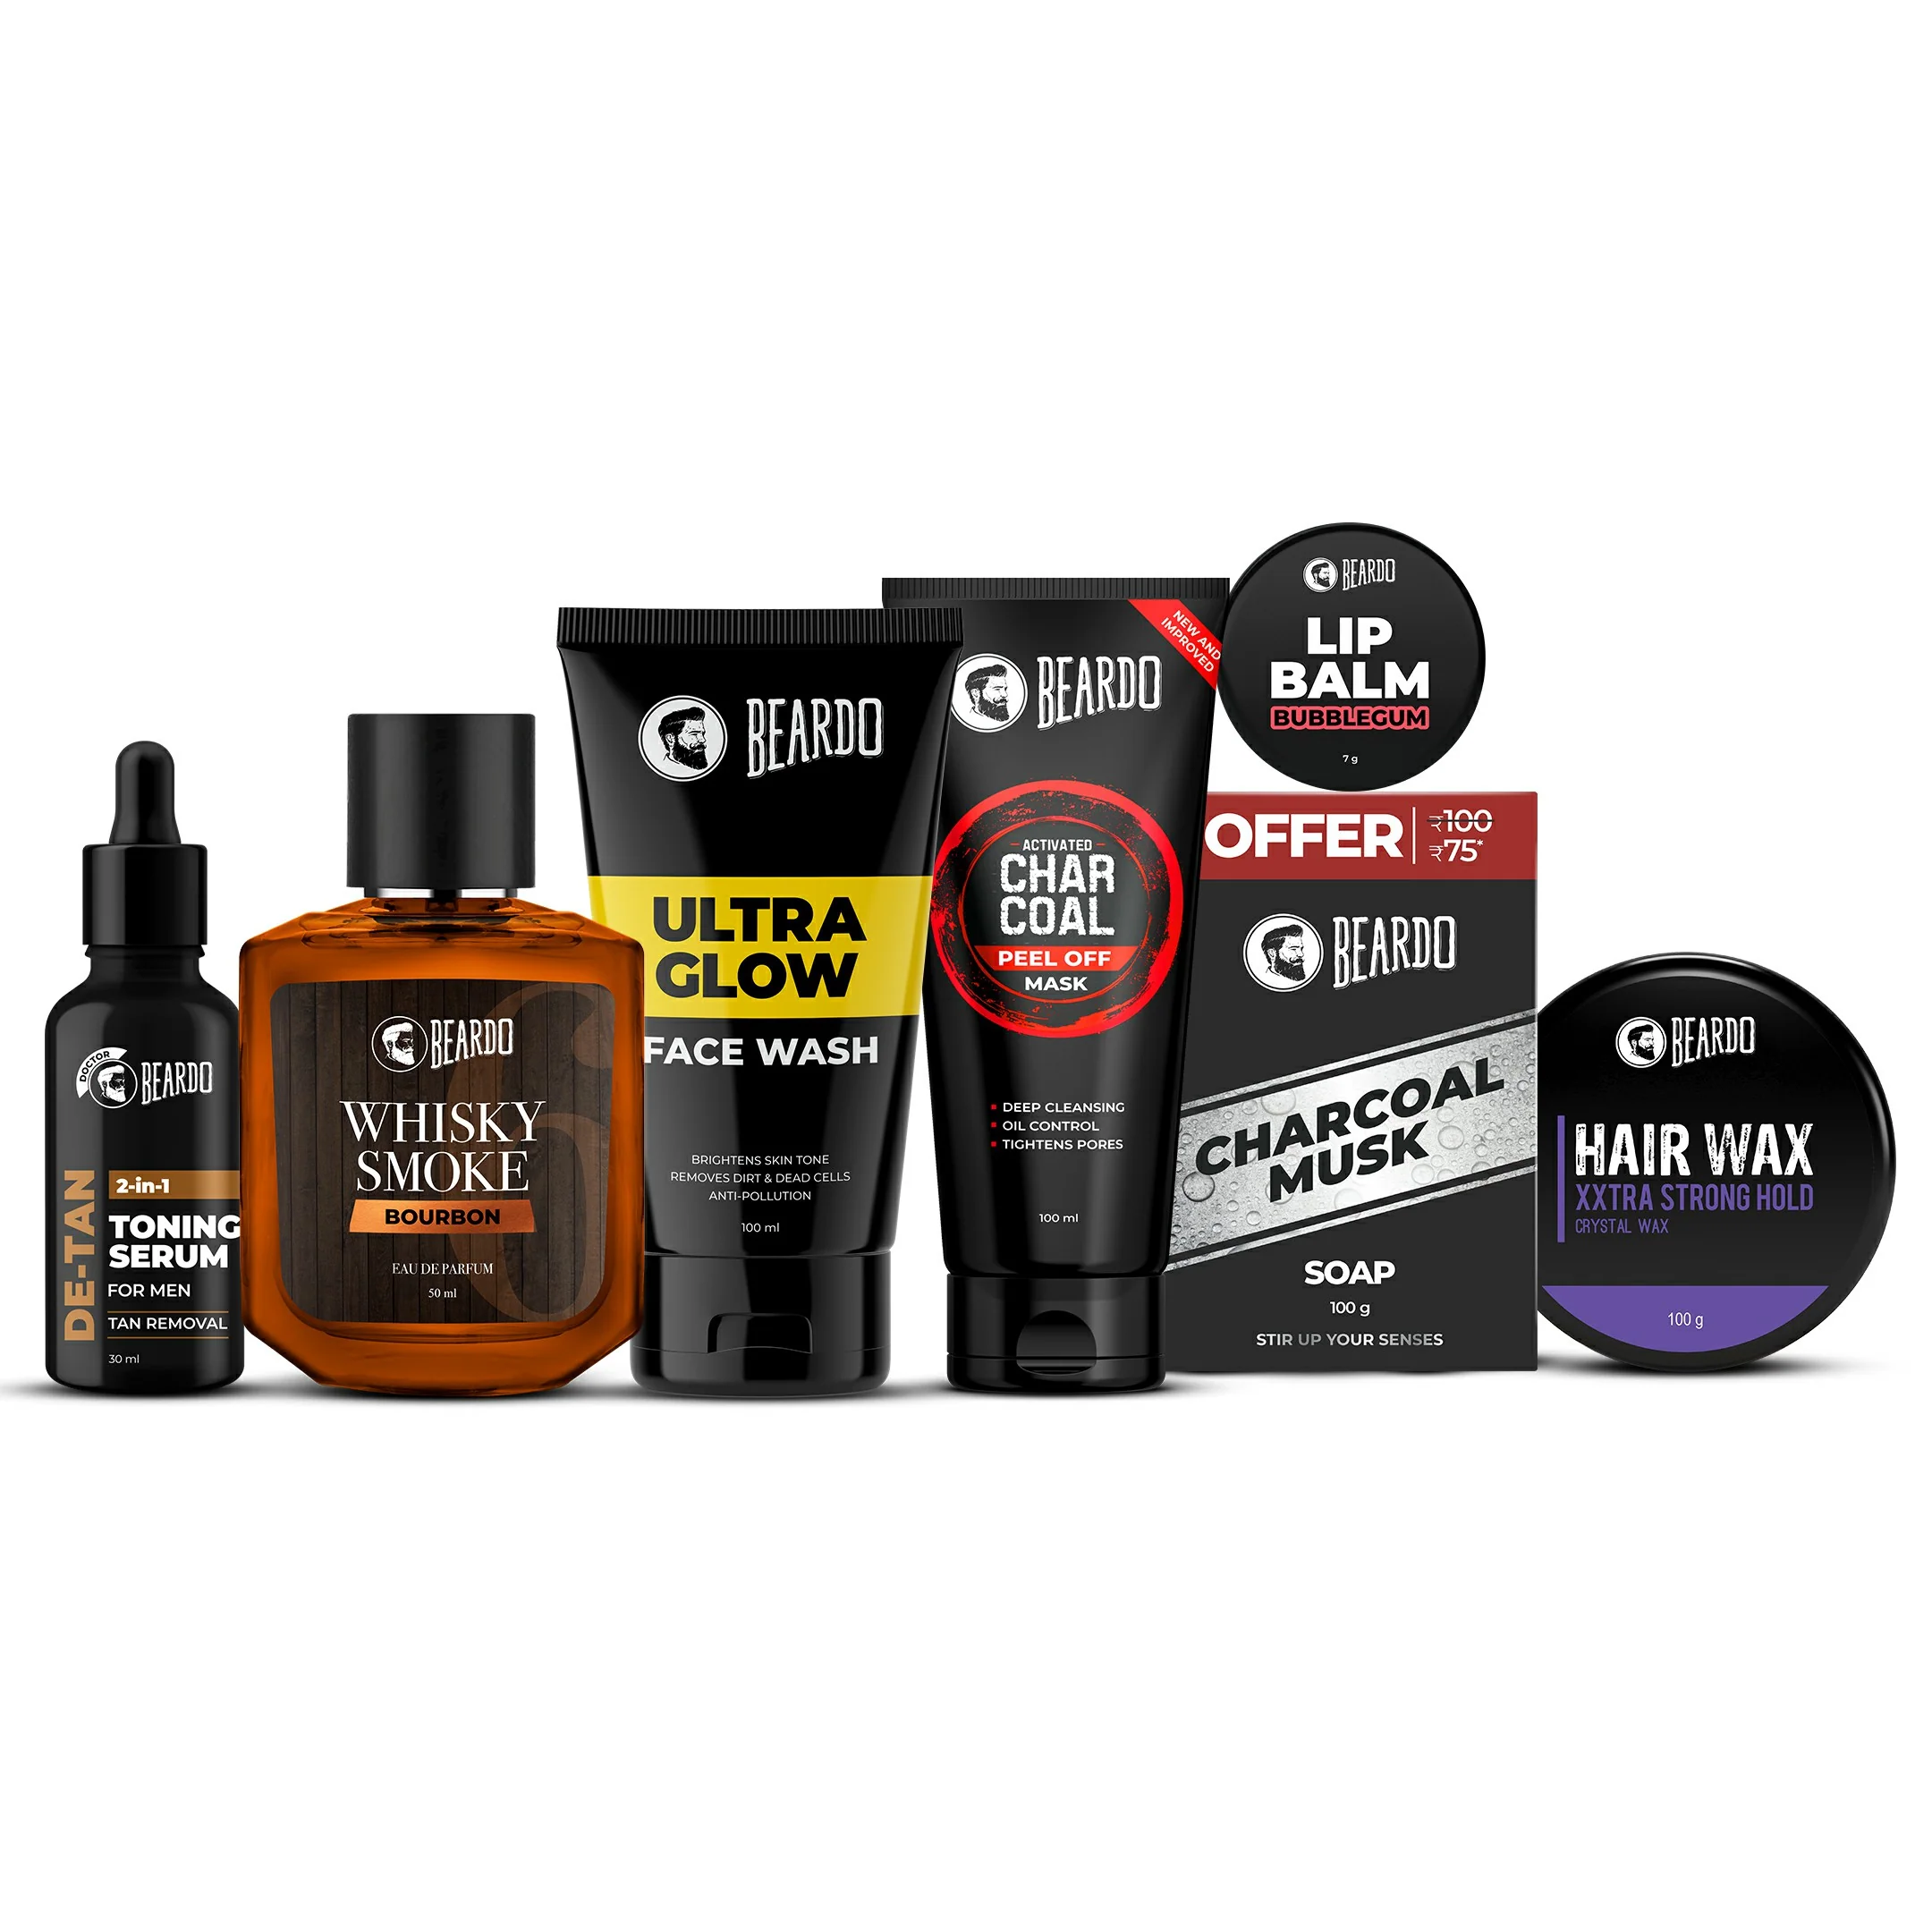 DOCTOR
BEARDO
DE-TAN
2-in-1
TONING
SERUM
FOR MEN
TAN REMOVAL
30 ml
BEARDO
WHISKY
SMOKE
BOURBON
EAU DE PARFUM
50 ml
BEARDO
ULTRA
GLOW
FACE WASH
BRIGHTENS SKIN TONE
REMOVES DIRT & DEAD CELLS
ANTI-POLLUTION
100 ml
NEW AND
IMPROVED
BEARDO
ACTIVATED
CHAR
COAL
PEEL OFF
MASK
DEEP CLEANSING
OIL CONTROL
TIGHTENS PORES
100 ml
BEARDO
LIP
BALM
BUBBLEGUM
7 g
OFFER ₹100
₹75*
BEARDO
CHARCOAL
MUSK
SOAP
100 g
STIR UP YOUR SENSES
BEARDO
HAIR WAX
XXTRA STRONG HOLD
CRYSTAL WAX
100 g